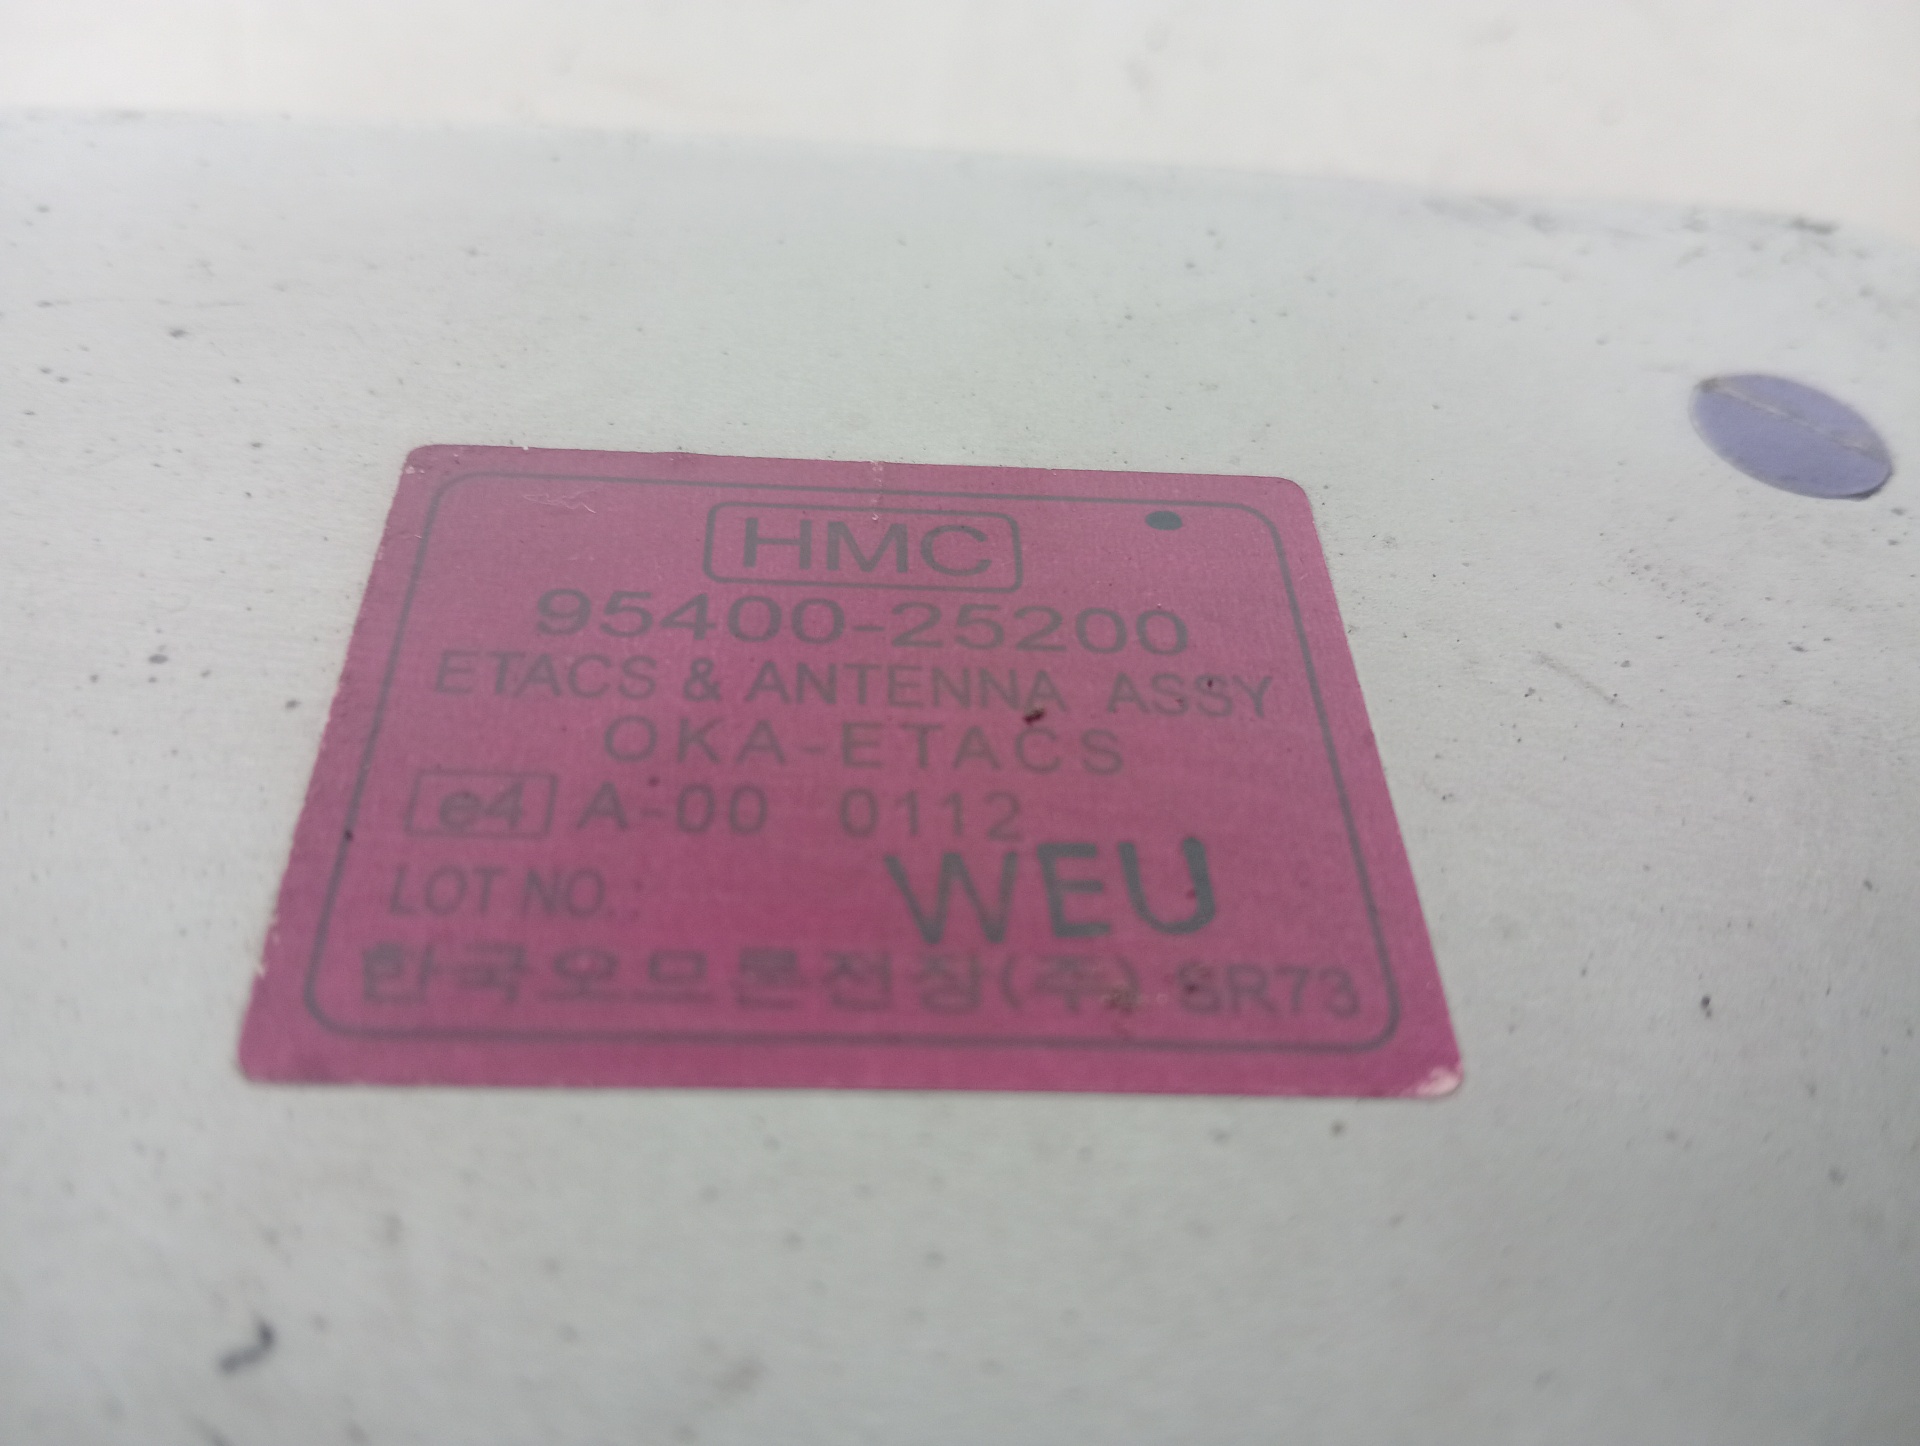 HMC
95400-25200
ETACS & ANTENNA ASSY
OKA-ETACS
e4 A-00 0112
LOT NO. WEU
한국오므론전장(주) SR73